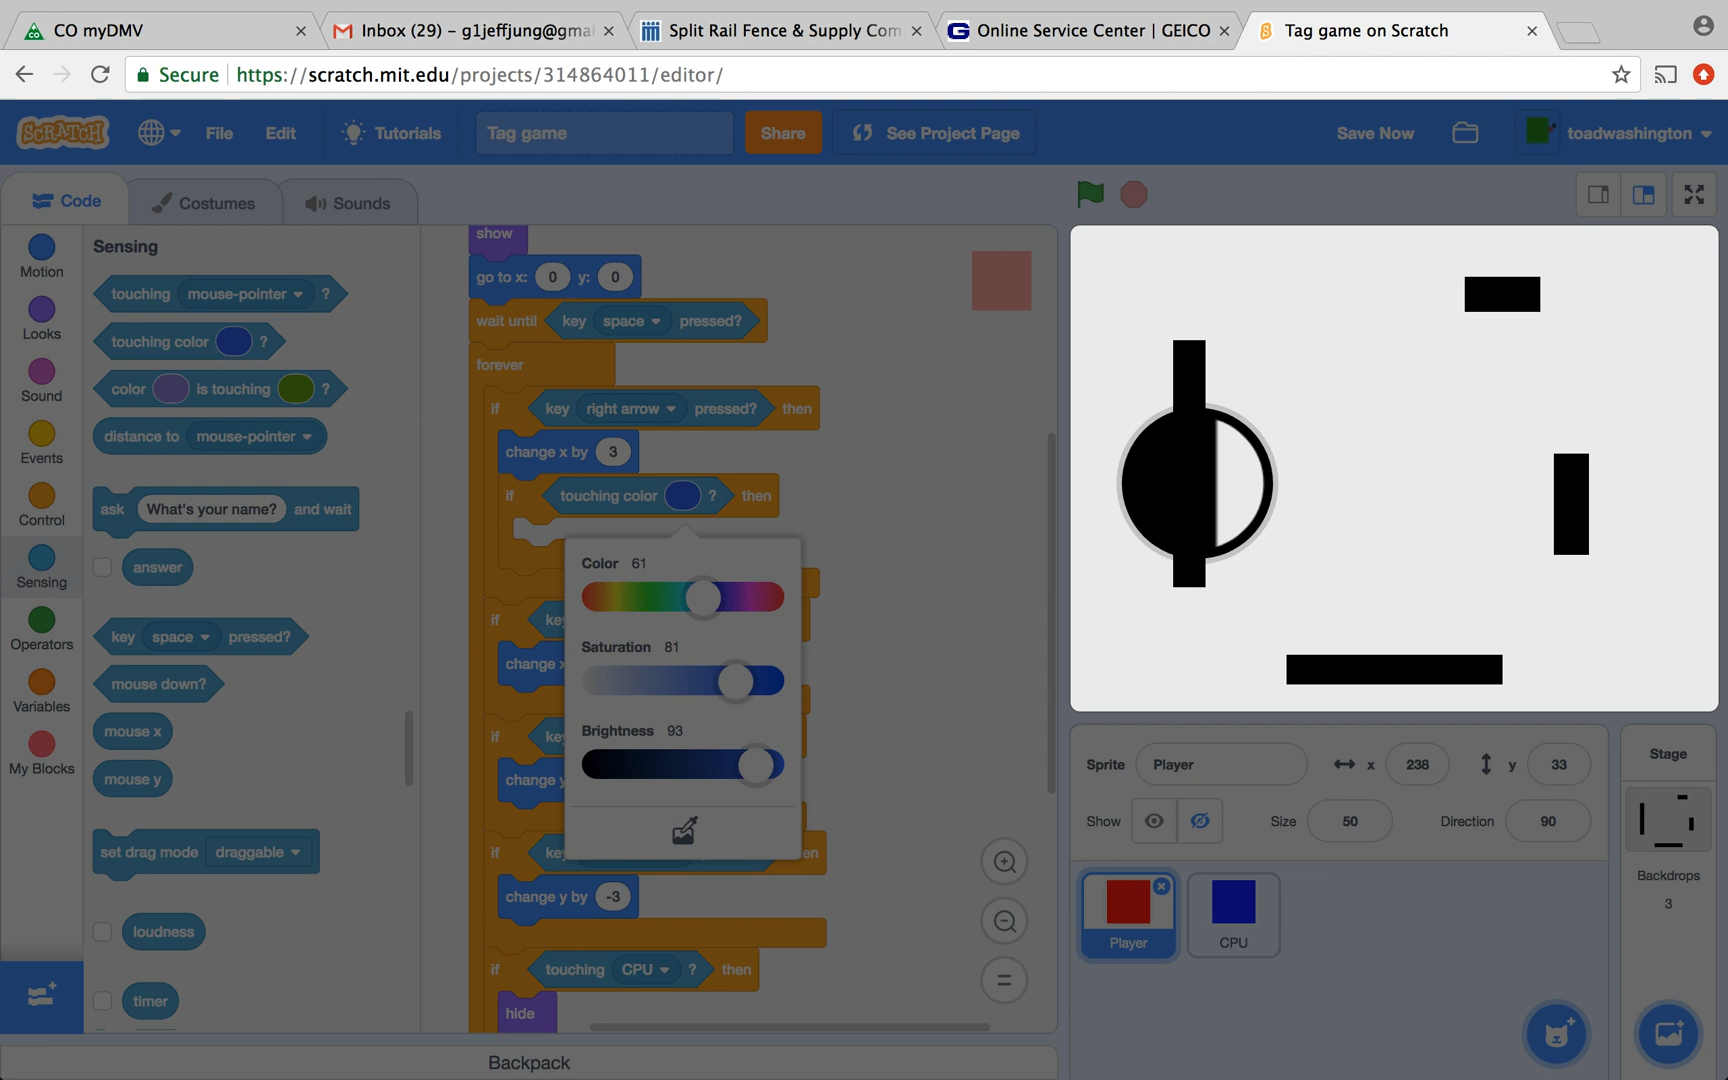 CO myDMV
Inbox (29) – g1jeffjung@gmai
Split Rail Fence & Supply Com
Online Service Center | GEICO
Tag game on Scratch
Secure
https://scratch.mit.edu/projects/314864011/editor/
SCRATCH
File
Edit
Tutorials
Tag game
Share
See Project Page
Save Now
toadwashington
Code
Costumes
Sounds
Motion
Looks
Sound
Events
Control
Sensing
Operators
Variables
My Blocks
Sensing
touching mouse-pointer ?
touching color ?
color is touching ?
distance to mouse-pointer
ask What's your name? and wait
answer
key space pressed?
mouse down?
mouse x
mouse y
set drag mode draggable
loudness
timer
show
go to x: 0 y: 0
wait until key space pressed?
forever
if key right arrow pressed? then
change x by 3
if touching color ? then
Color 61
Saturation 81
Brightness 93
if
change
if
change
if
en
change y by -3
if touching CPU ? then
hide
Backpack
Sprite Player x 238 y 33
Show Size 50 Direction 90
Player
CPU
Stage
Backdrops
3